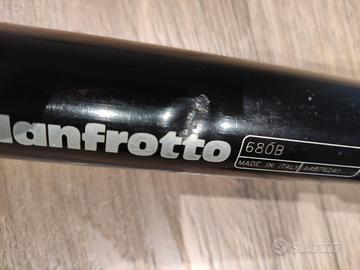 Manfrotto
680B
MADE IN ITALY
SUBITO